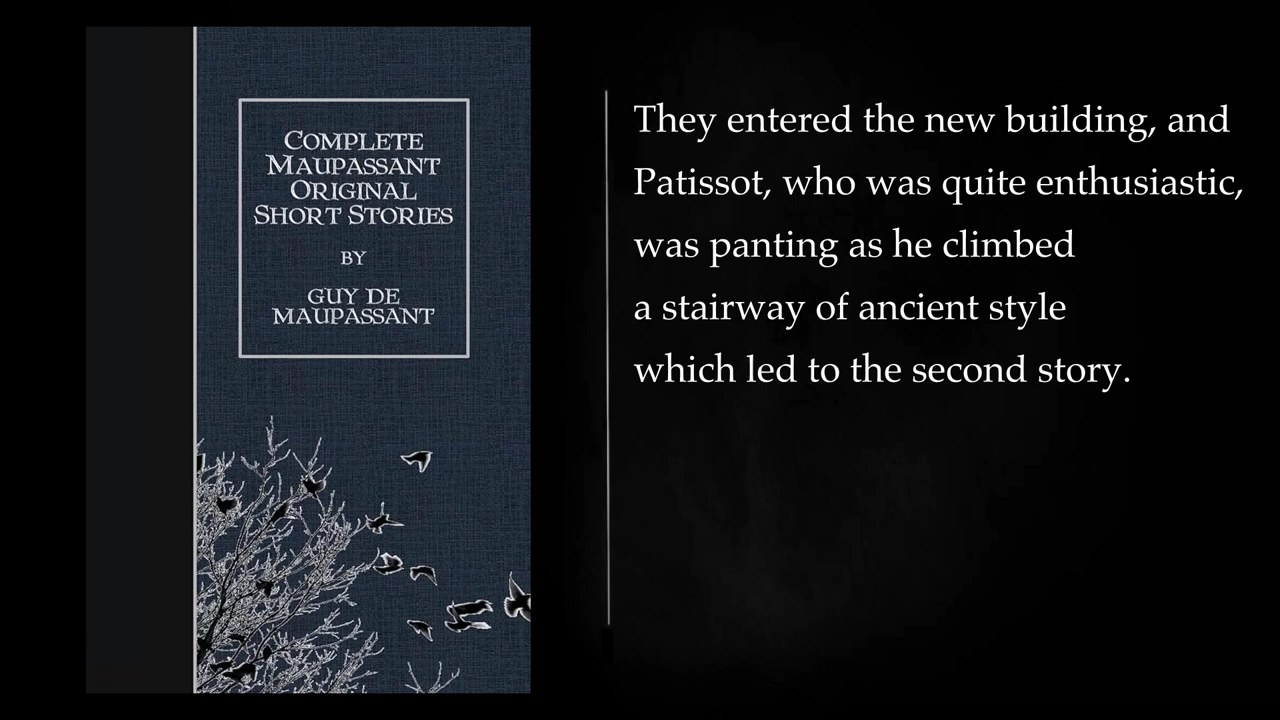 COMPLETE
MAUPASSANT
ORIGINAL
SHORT STORIES
BY
GUY DE
MAUPASSANT
They entered the new building, and
Patissot, who was quite enthusiastic,
was panting as he climbed
a stairway of ancient style
which led to the second story.